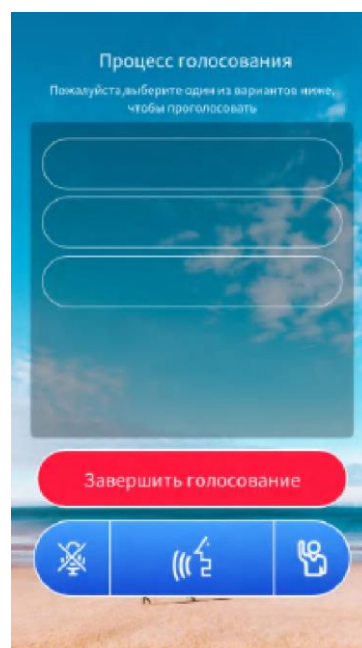 Процесс голосования
Пожалуйста,выберите один из вариантов ниже,
чтобы проголосовать
Завершить голосование